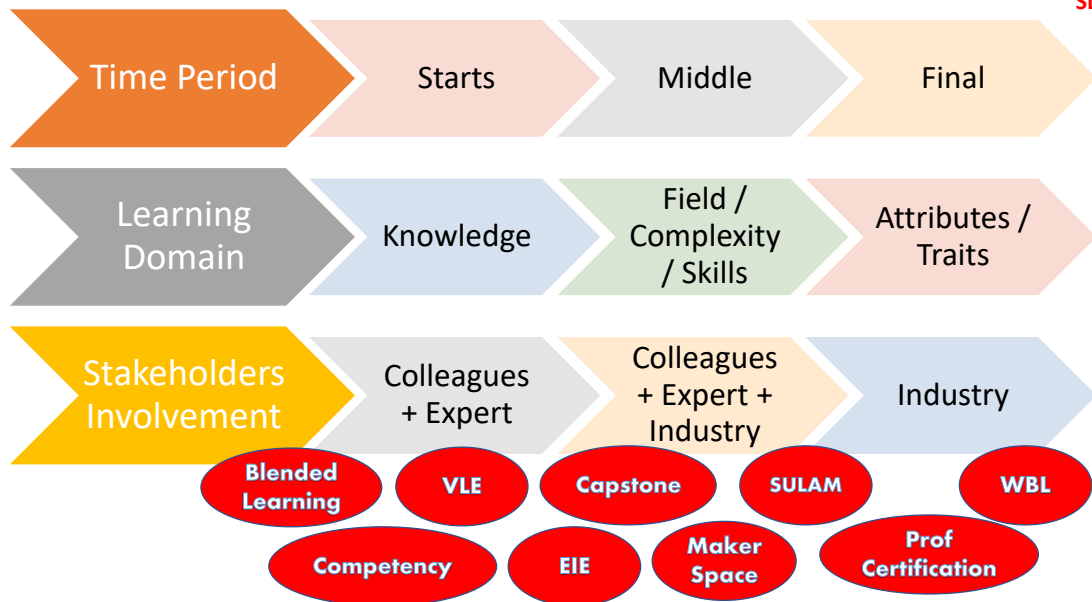 Time Period
Starts
Middle
Final
Learning
Domain
Knowledge
Field /
Complexity
/ Skills
Attributes /
Traits
Stakeholders
Involvement
Colleagues
+ Expert
Colleagues
+ Expert +
Industry
Industry
Blended
Learning
VLE
Capstone
SULAM
WBL
Competency
EIE
Maker
Space
Prof
Certification